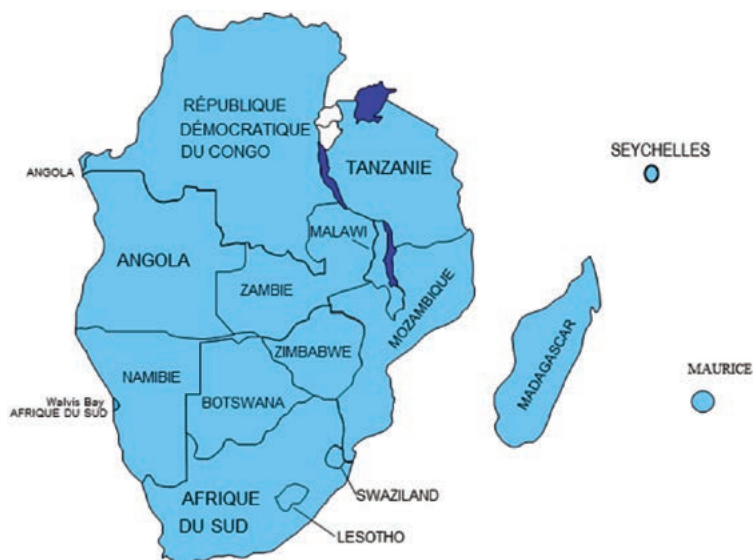 RÉPUBLIQUE
DÉMOCRATIQUE
DU CONGO
ANGOLA
TANZANIE
SEYCHELLES
MALAWI
ANGOLA
ZAMBIE
MOZAMBIQUE
ZIMBABWE
MADAGASCAR
MAURICE
NAMIBIE
BOTSWANA
Walvis Bay
AFRIQUE DU SUD
SWAZILAND
AFRIQUE
DU SUD
LESOTHO